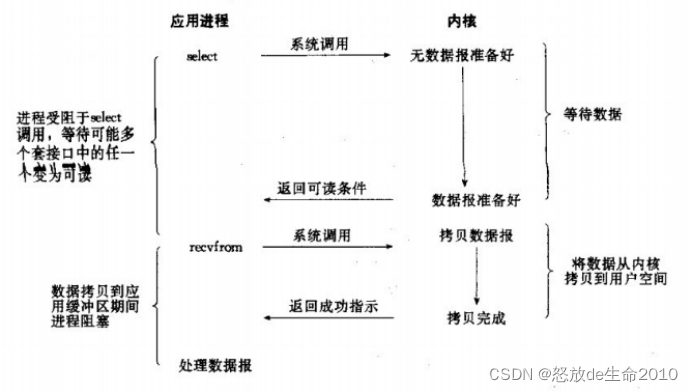 应用进程
内核
select
系统调用
无数据报准备好
进程受阻于select
调用，等待可能多
个套接口中的任一
个变为可读
等待数据
返回可读条件
数据报准备好
recvfrom
系统调用
拷贝数据报
数据拷贝到应
用缓冲区期间
进程阻塞
将数据从内核
拷贝到用户空间
返回成功指示
拷贝完成
处理数据报
CSDN @怒放de生命2010